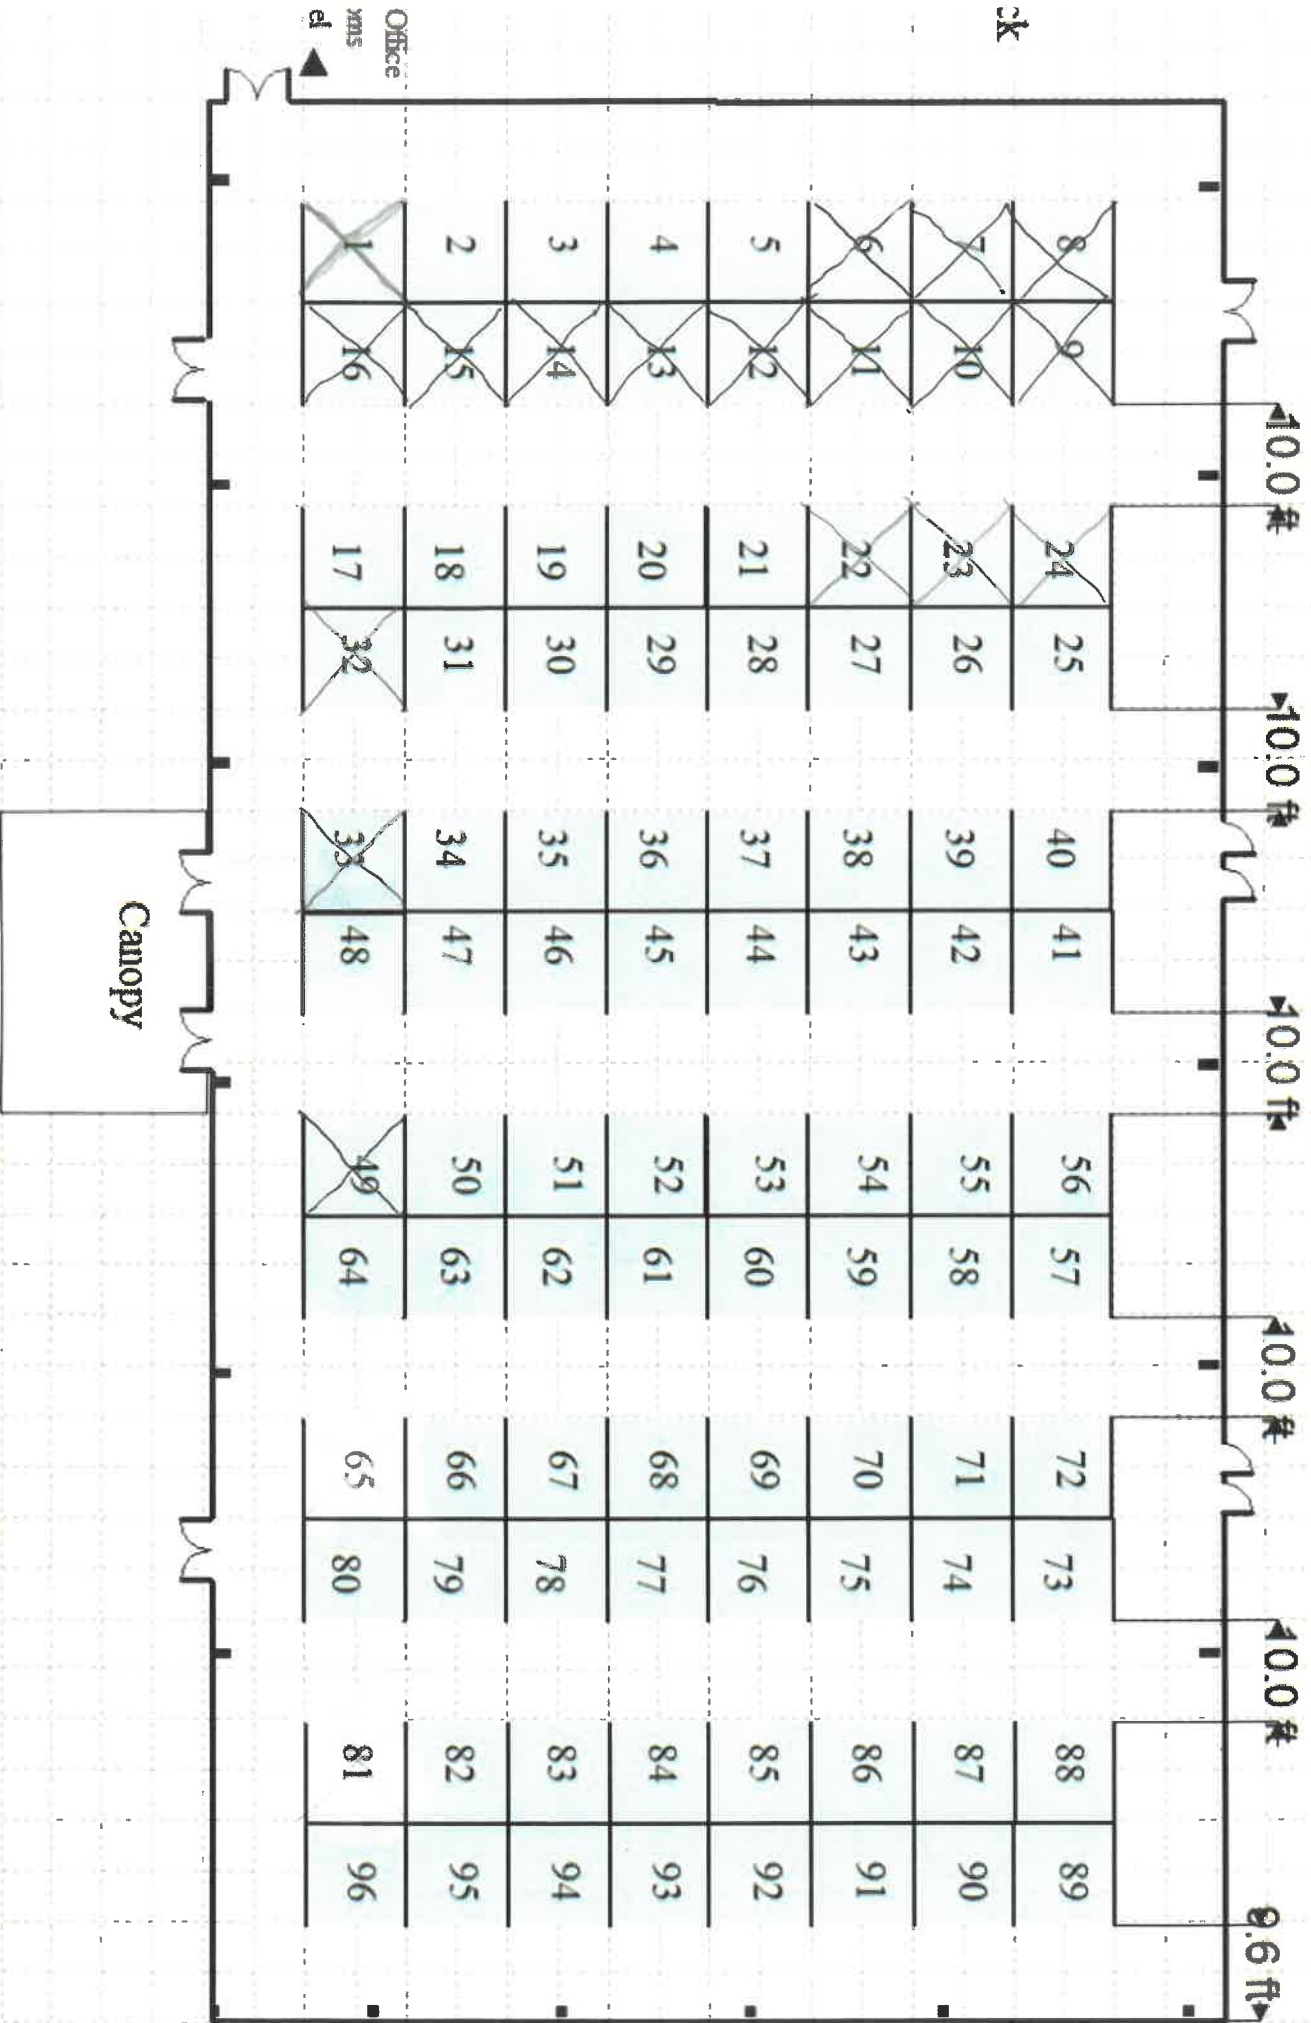 10.0 ft 10.0 ft 10.0 ft 10.0 ft 10.0 ft 9.6 ft
8 9 24 25 40 41 56 57 72 73 88 89
ck
7 10 23 26 39 42 55 58 71 74 87 90
6 11 22 27 38 43 54 59 70 75 86 91
5 12 21 28 37 44 53 60 69 76 85 92
4 13 20 29 36 45 52 61 68 77 84 93
3 14 19 30 35 46 51 62 67 78 83 94
2 15 18 31 34 47 50 63 66 79 82 95
Office
oms
el
1 16 17 32 33 48 49 64 65 80 81 96
Canopy